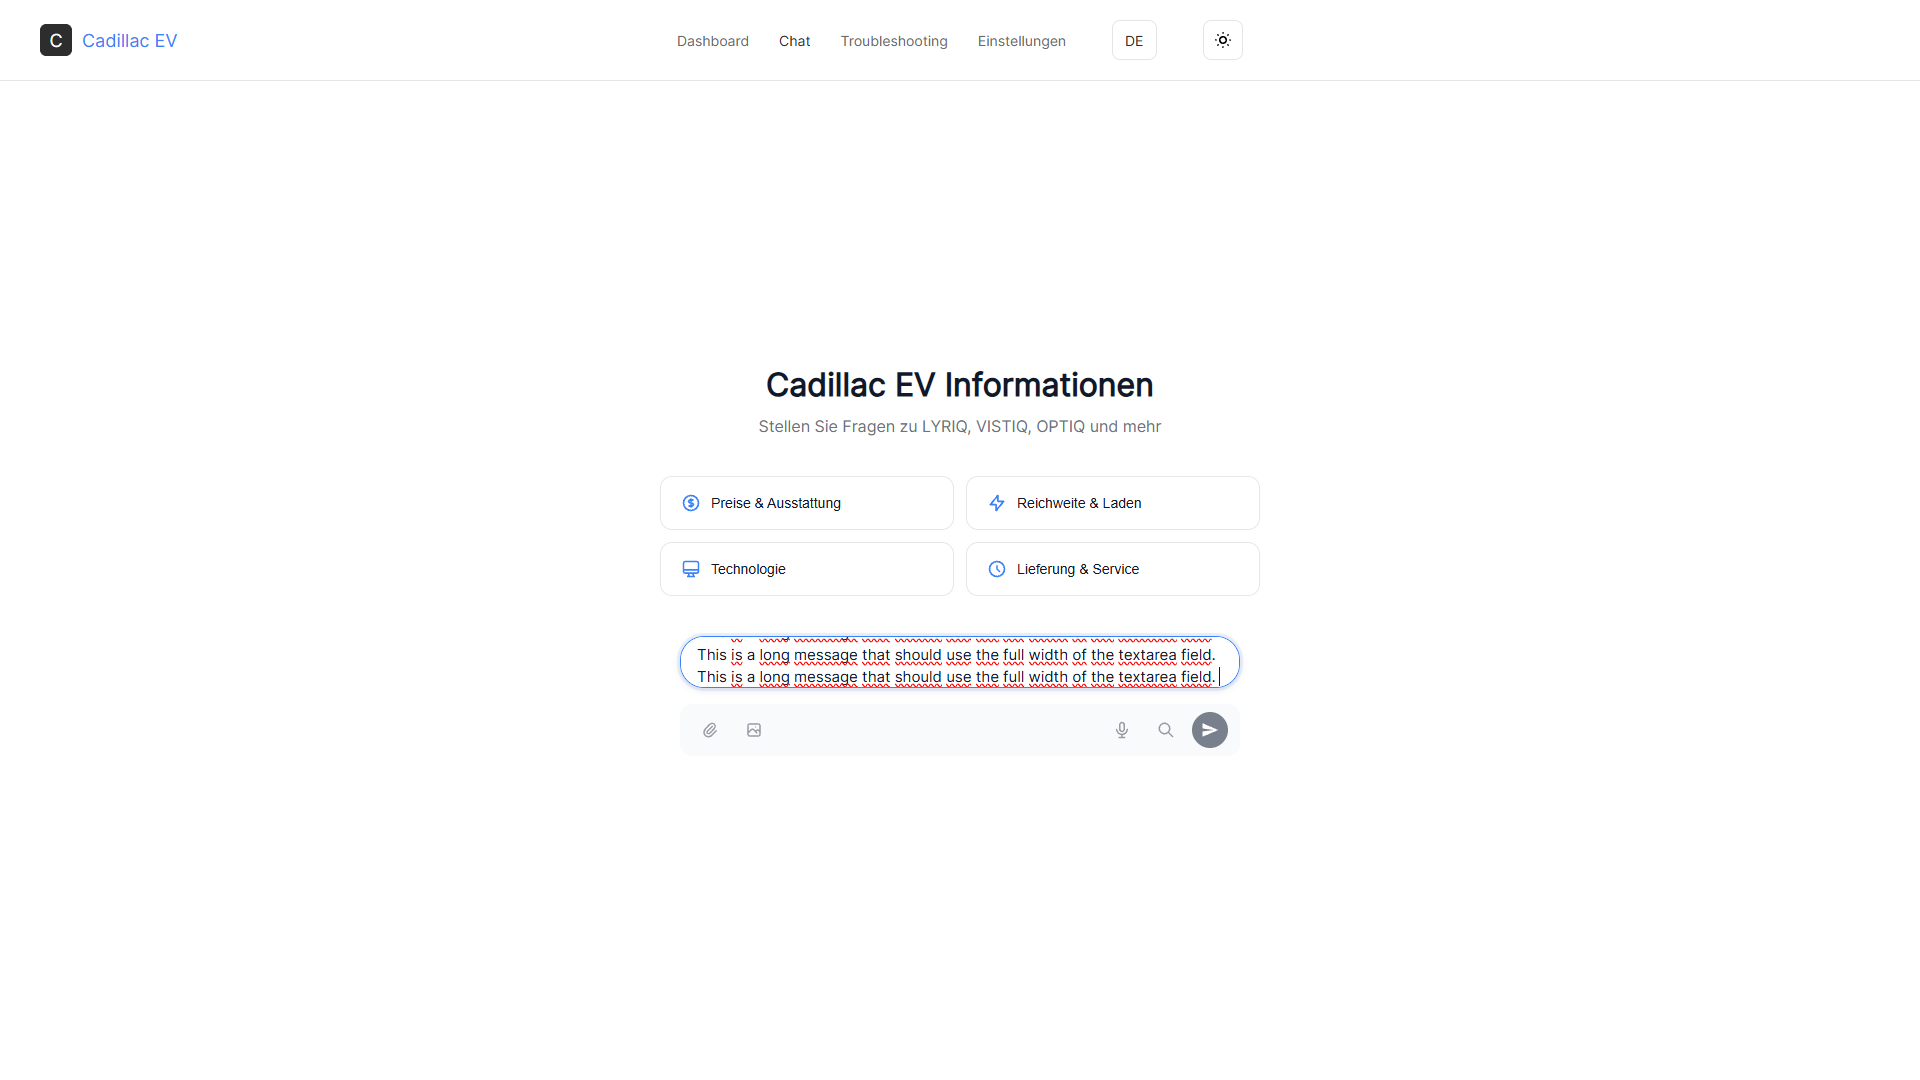 C Cadillac EV
Dashboard Chat Troubleshooting Einstellungen DE
Cadillac EV Informationen
Stellen Sie Fragen zu LYRIQ, VISTIQ, OPTIQ und mehr
Preise & Ausstattung
Reichweite & Laden
Technologie
Lieferung & Service
This is a long message that should use the full width of the textarea field.
This is a long message that should use the full width of the textarea field.